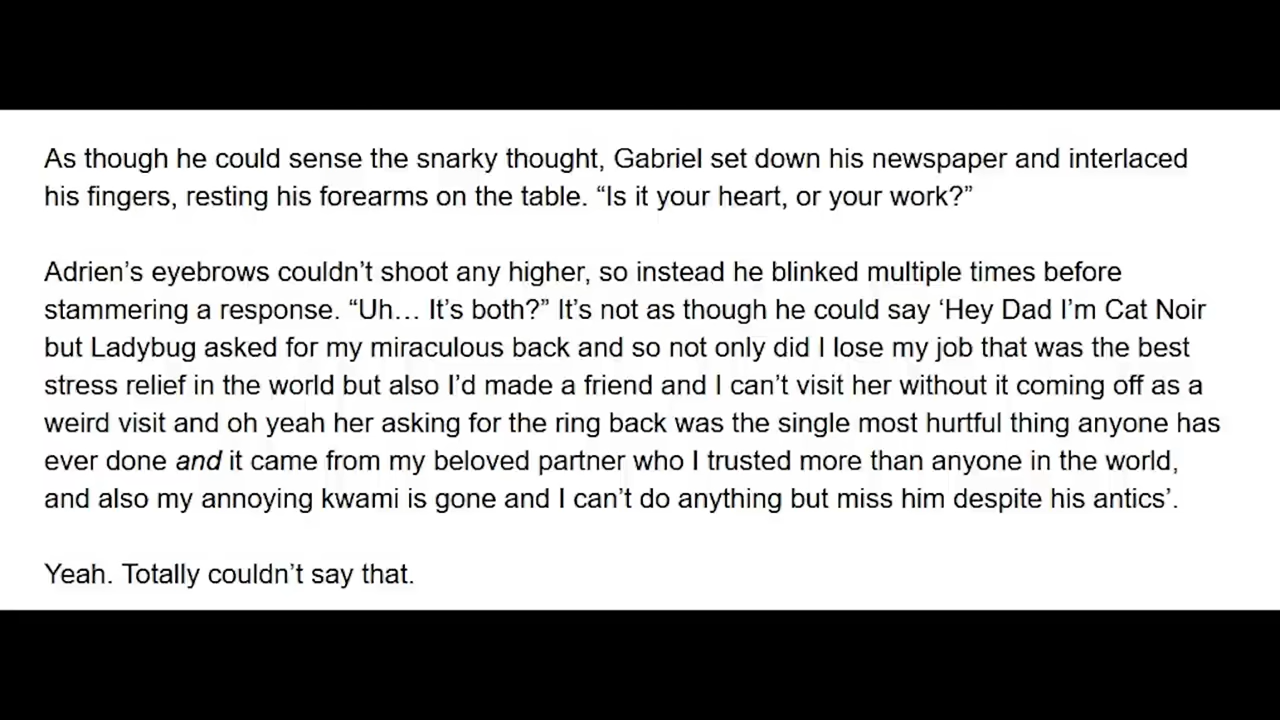 As though he could sense the snarky thought, Gabriel set down his newspaper and interlaced
his fingers, resting his forearms on the table. “Is it your heart, or your work?”
Adrien’s eyebrows couldn’t shoot any higher, so instead he blinked multiple times before
stammering a response. “Uh… It’s both?” It’s not as though he could say ‘Hey Dad I’m Cat Noir
but Ladybug asked for my miraculous back and so not only did I lose my job that was the best
stress relief in the world but also I’d made a friend and I can’t visit her without it coming off as a
weird visit and oh yeah her asking for the ring back was the single most hurtful thing anyone has
ever done and it came from my beloved partner who I trusted more than anyone in the world,
and also my annoying kwami is gone and I can’t do anything but miss him despite his antics’.
Yeah. Totally couldn’t say that.